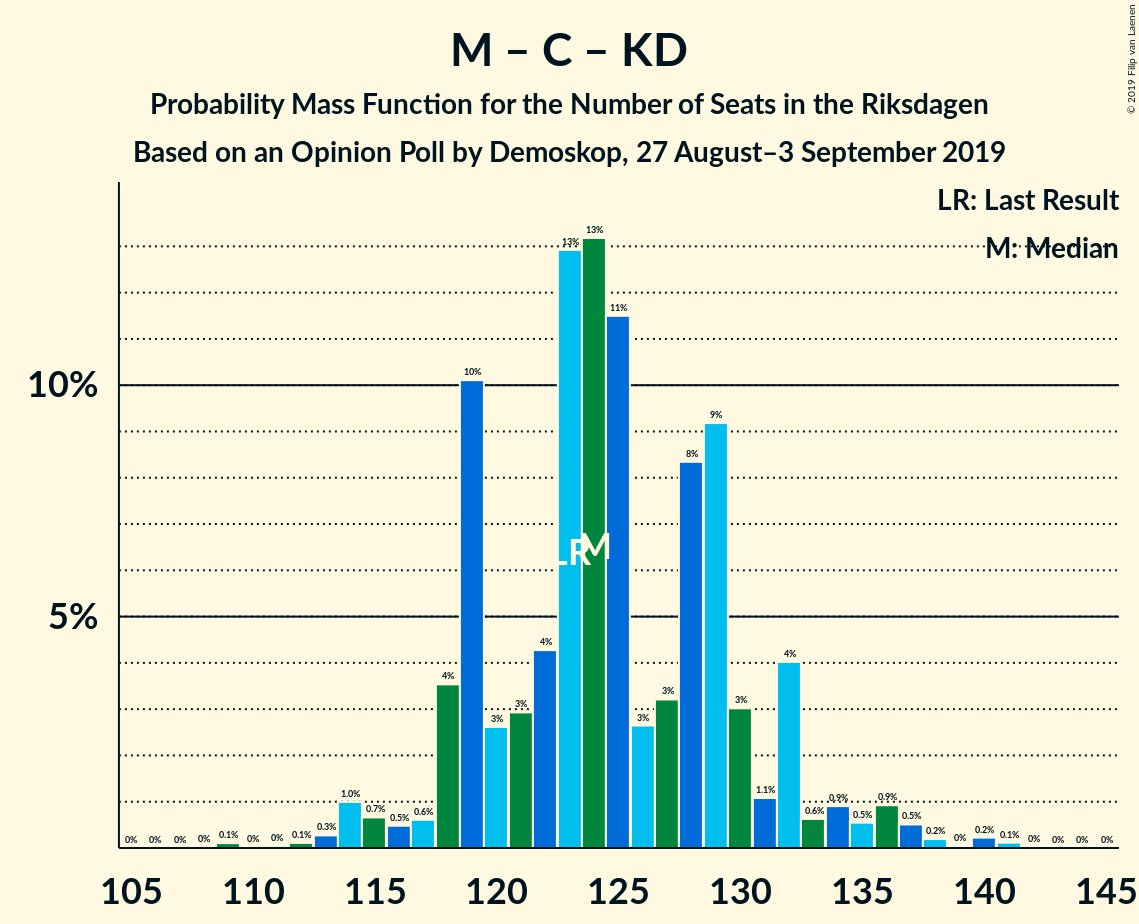 M – C – KD
Probability Mass Function for the Number of Seats in the Riksdagen
Based on an Opinion Poll by Demoskop, 27 August–3 September 2019
© 2019 Filip van Laenen
LR: Last Result
M: Median
10%
5%
0% 0% 0% 0% 0.1% 0% 0% 0.1% 0.3% 1.0% 0.7% 0.5% 0.6% 4% 10% 3% 3% 4% 13% 13% 11% 3% 3% 8% 9% 3% 1.1% 4% 0.6% 0.9% 0.5% 0.9% 0.5% 0.2% 0% 0.2% 0.1% 0% 0% 0% 0%
LR M
105 110 115 120 125 130 135 140 145